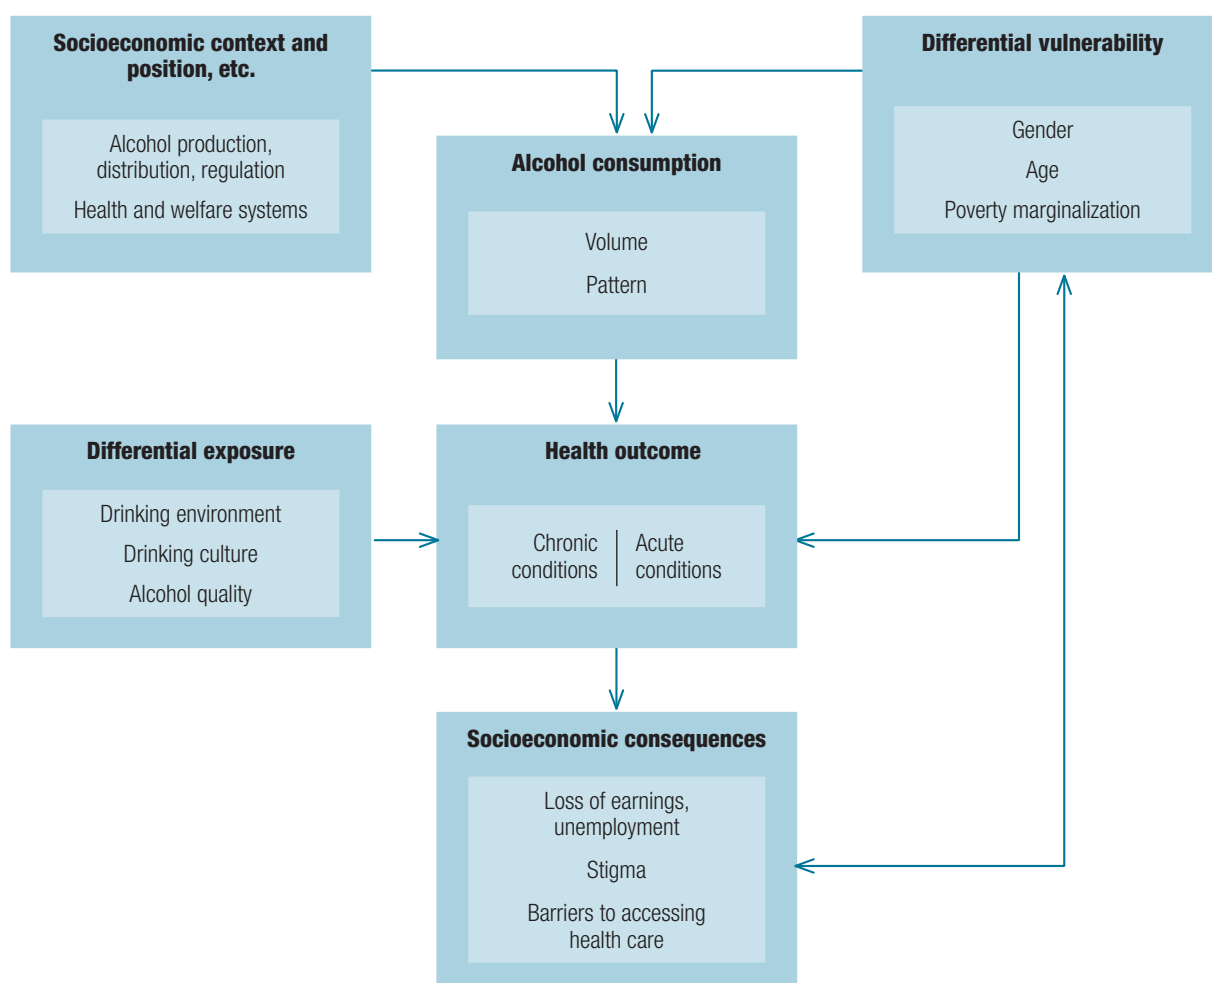 Socioeconomic context and
position, etc.
Alcohol production,
distribution, regulation
Health and welfare systems
Differential vulnerability
Gender
Age
Poverty marginalization
Alcohol consumption
Volume
Pattern
Differential exposure
Drinking environment
Drinking culture
Alcohol quality
Health outcome
Chronic
conditions
Acute
conditions
Socioeconomic consequences
Loss of earnings,
unemployment
Stigma
Barriers to accessing
health care